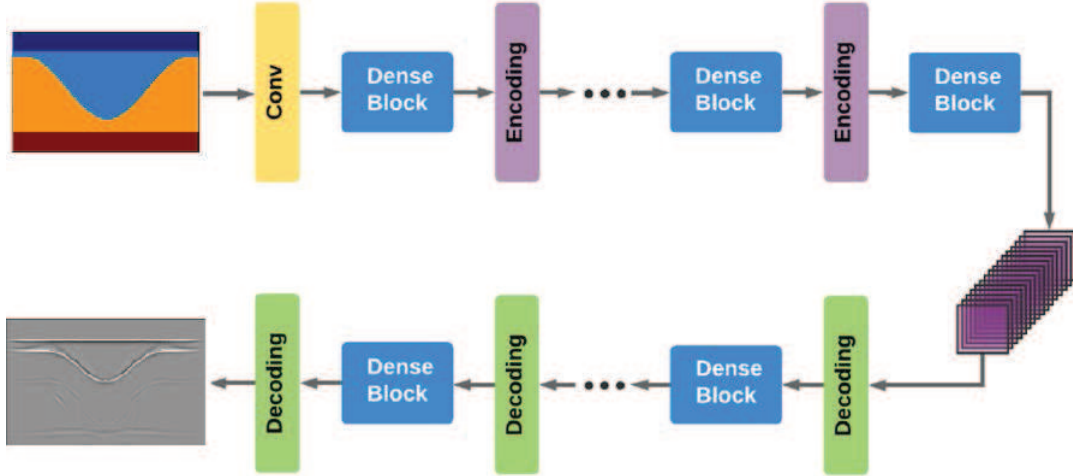 Conv
Dense
Block
Encoding
Dense
Block
Encoding
Dense
Block
Decoding
Dense
Block
Decoding
Dense
Block
Decoding